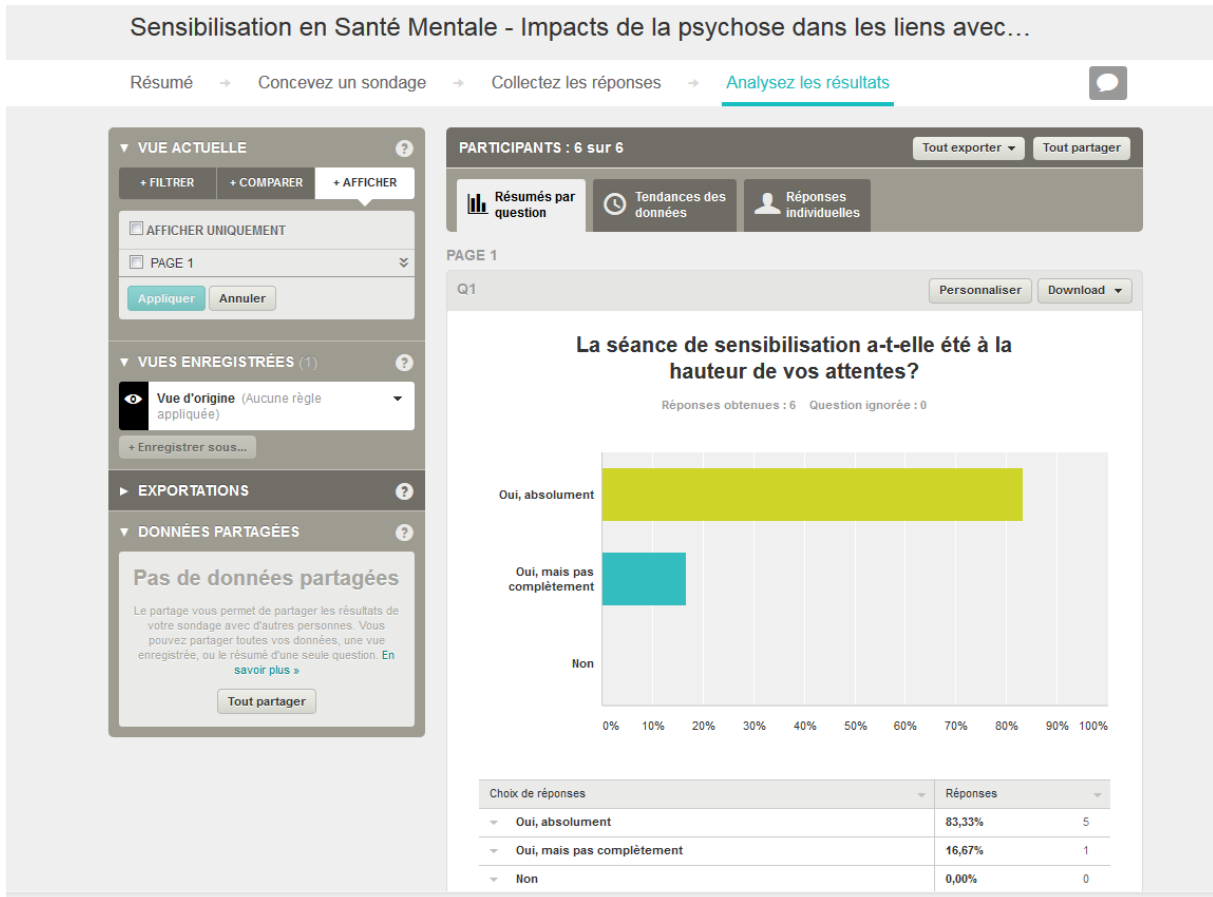 Sensibilisation en Santé Mentale - Impacts de la psychose dans les liens avec…
Résumé → Concevez un sondage → Collectez les réponses → Analysez les résultats
▼ VUE ACTUELLE ?
+ FILTRER + COMPARER + AFFICHER
AFFICHER UNIQUEMENT
PAGE 1
Appliquer Annuler
▼ VUES ENREGISTRÉES (1) ?
Vue d'origine (Aucune règle
appliquée)
+ Enregistrer sous...
► EXPORTATIONS ?
▼ DONNÉES PARTAGÉES ?
Pas de données partagées
Le partage vous permet de partager les résultats de
votre sondage avec d'autres personnes. Vous
pouvez partager toutes vos données, une vue
enregistrée, ou le résumé d'une seule question. En
savoir plus »
Tout partager
PARTICIPANTS : 6 sur 6 Tout exporter Tout partager
Résumés par
question
Tendances des
données
Réponses
individuelles
PAGE 1
Q1 Personnaliser Download
La séance de sensibilisation a-t-elle été à la
hauteur de vos attentes?
Réponses obtenues : 6 Question ignorée : 0
Oui, absolument
Oui, mais pas
complètement
Non
0% 10% 20% 30% 40% 50% 60% 70% 80% 90% 100%
Choix de réponses Réponses
Oui, absolument 83,33% 5
Oui, mais pas complètement 16,67% 1
Non 0,00% 0